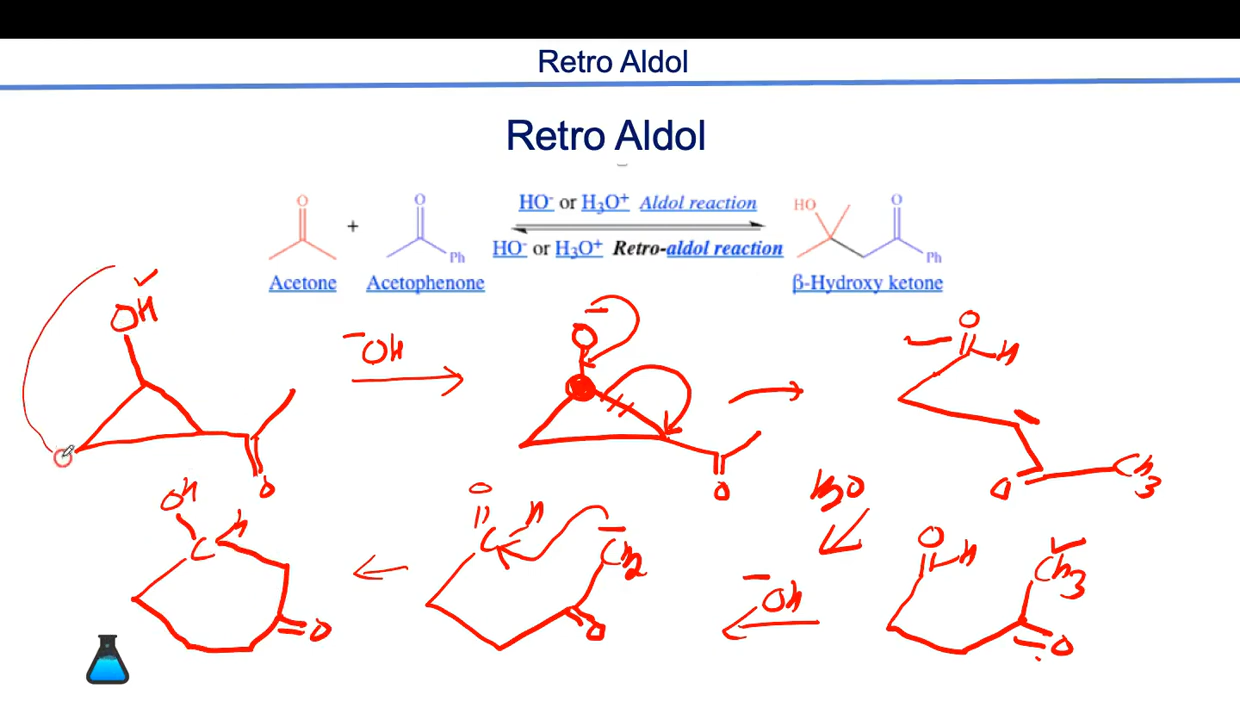 Retro Aldol
Retro Aldol
O
O
HO⁻ or H₃O⁺ Aldol reaction
HO
O
+
Ph
HO⁻ or H₃O⁺ Retro-aldol reaction
Ph
Acetone
Acetophenone
β-Hydroxy ketone
OH
⁻OH
O⁻
O
H
O
O
O
CH₃
OH
H
O
C
H
CH₂
O
H₂O
O
H
CH₃
C
O
O
⁻OH
O